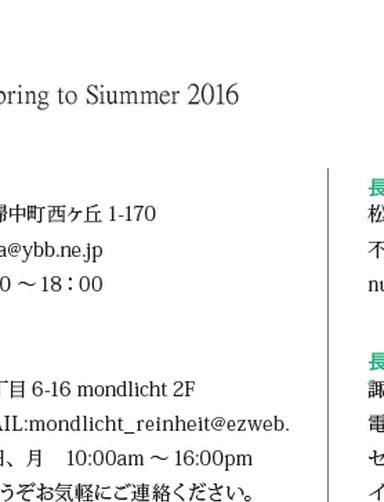 pring to Siummer 2016
帚中町西ヶ丘 1-170
a@ybb.ne.jp
0 ～ 18：00
丁目 6-16 mondlicht 2F
AIL:mondlicht_reinheit@ezweb.
日、月　10:00am ～ 16:00pm
うぞお気軽にご連絡ください。
長
松
不
nu
長
諏
電
セ
イ